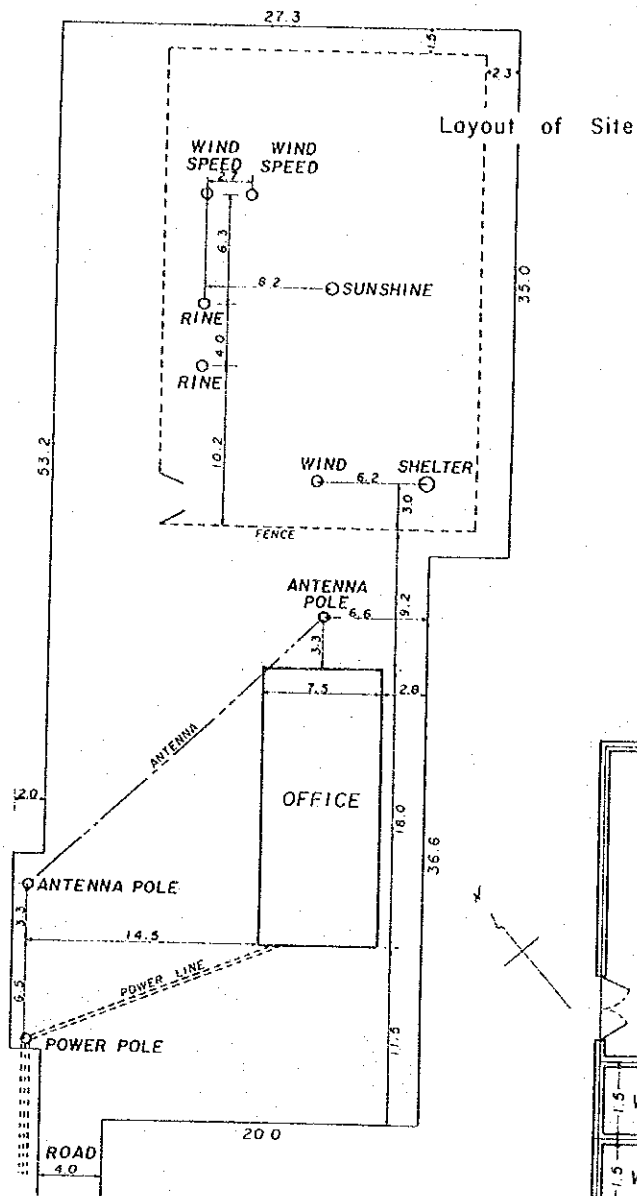 27.3
1.5
2.3
Layout of Site
WIND
SPEED
WIND
SPEED
2.7
6.3
8.2
SUNSHINE
35.0
RINE
4.0
RINE
53.2
10.2
WIND
6.2
SHELTER
3.0
FENCE
ANTENNA
POLE
6.6
9.2
3.3
7.5
2.8
ANTENNA
OFFICE
2.0
18.0
36.6
ANTENNA POLE
3.3
14.5
POWER LINE
6.5
POWER POLE
11.5
20.0
ROAD
4.0
1.5
1.5